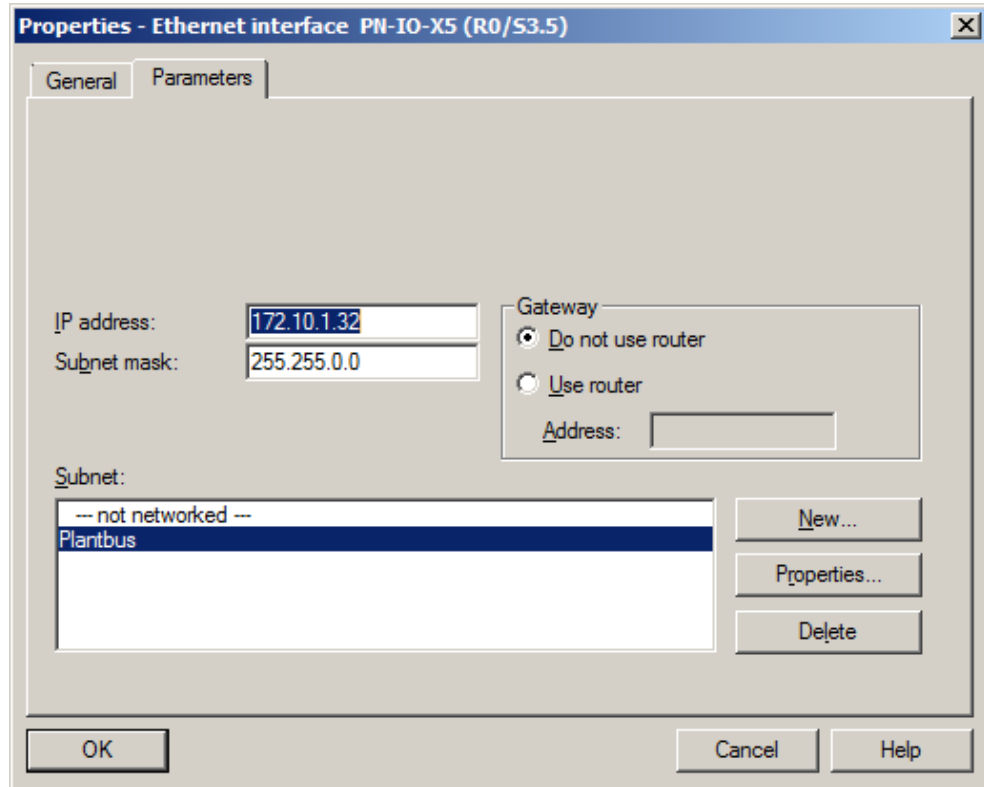 Properties - Ethernet interface PN-IO-X5 (R0/S3.5)
General
Parameters
IP address:
172.10.1.32
Subnet mask:
255.255.0.0
Gateway
Do not use router
Use router
Address:
Subnet:
--- not networked ---
Plantbus
New...
Properties...
Delete
OK
Cancel
Help